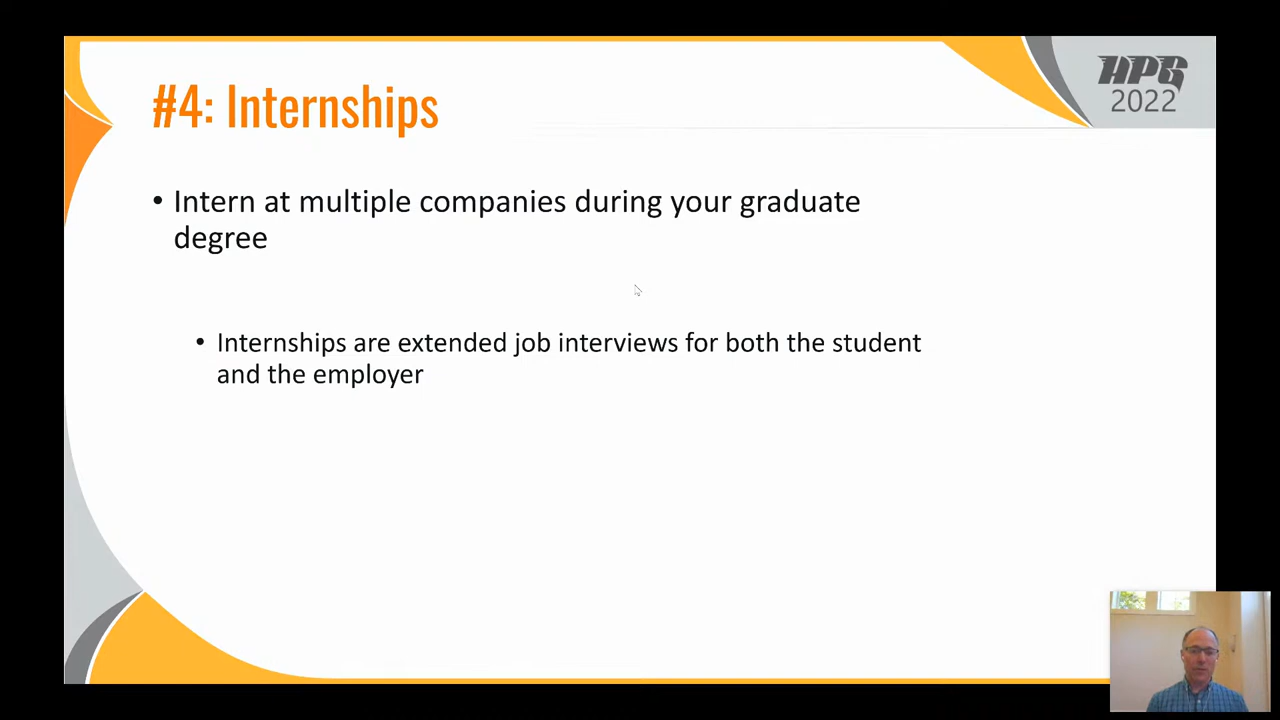 HPG
2022
#4: Internships
• Intern at multiple companies during your graduate
degree
• Internships are extended job interviews for both the student
and the employer